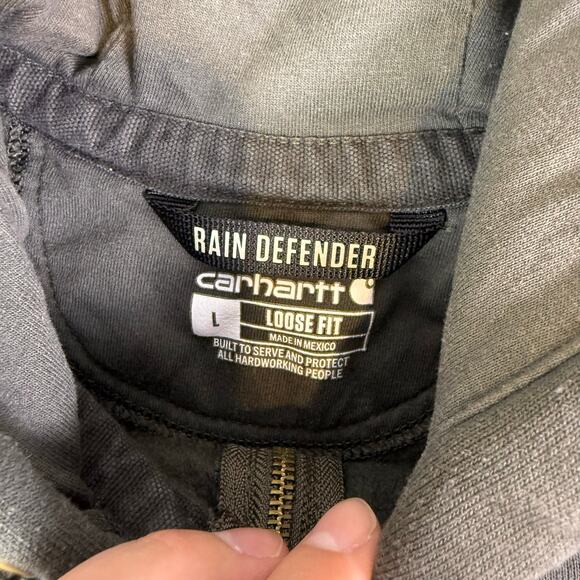 RAIN DEFENDER
carhartt
L LOOSE FIT
MADE IN MEXICO
BUILT TO SERVE AND PROTECT
ALL HARDWORKING PEOPLE